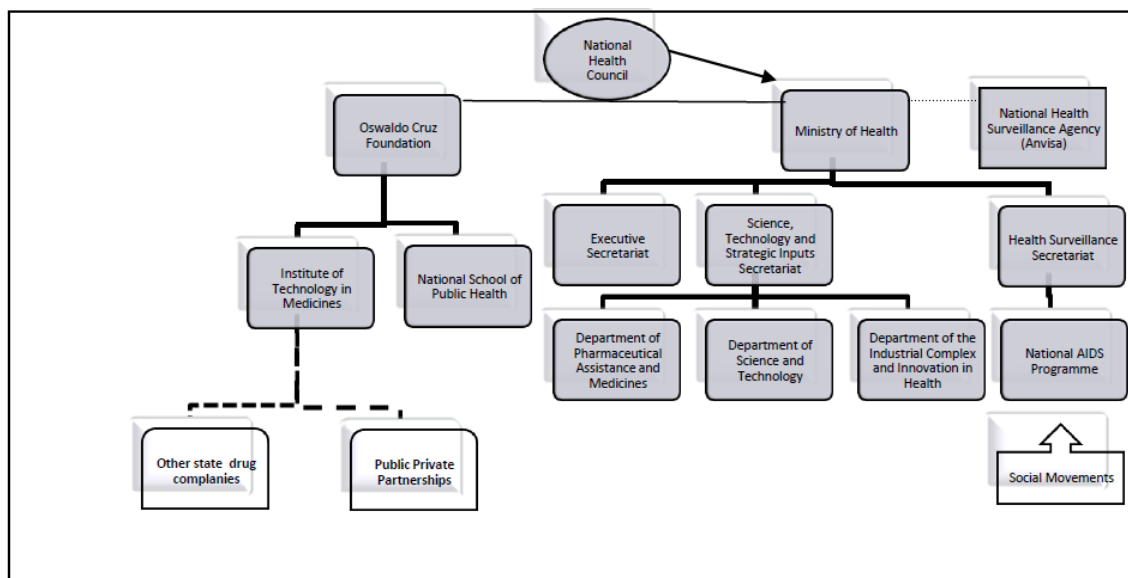 National
Health
Council
Oswaldo Cruz
Foundation
Ministry of Health
National Health
Surveillance Agency
(Anvisa)
Executive
Secretariat
Science,
Technology and
Strategic Inputs
Secretariat
Health Surveillance
Secretariat
Institute of
Technology in
Medicines
National School of
Public Health
Department of
Pharmaceutical
Assistance and
Medicines
Department of
Science and
Technology
Department of the
Industrial Complex
and Innovation in
Health
National AIDS
Programme
Other state drug
complanies
Public Private
Partnerships
Social Movements